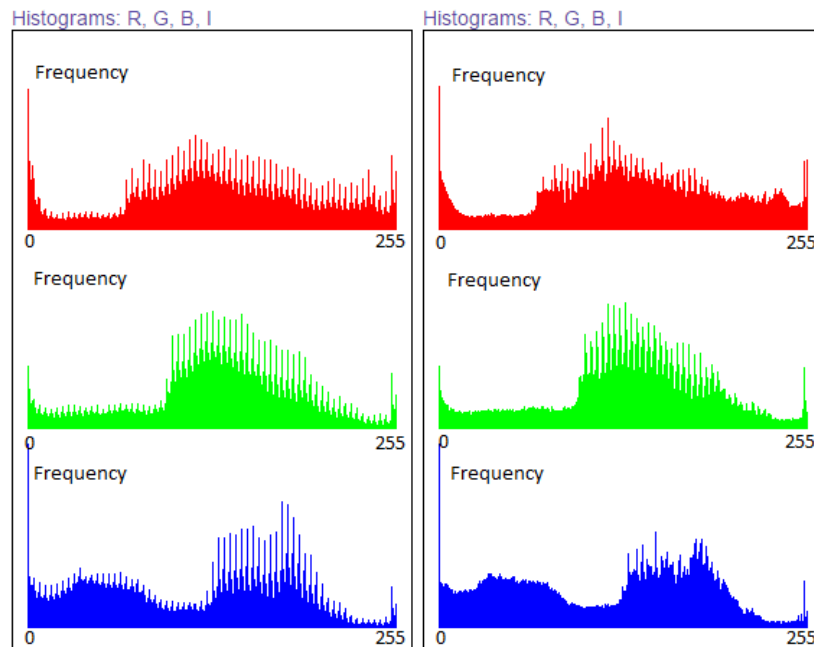 Histograms: R, G, B, I
Frequency
0 255
Frequency
0 255
Frequency
0 255
Histograms: R, G, B, I
Frequency
0 255
Frequency
0 255
Frequency
0 255